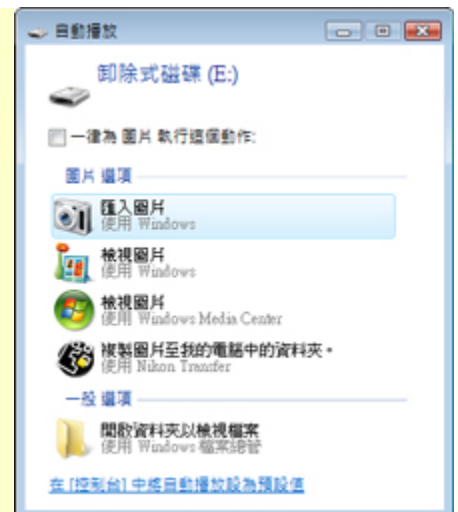 自動播放
卸除式磁碟 (E:)
一律為 圖片 執行這個動作:
圖片 選項
匯入圖片
使用 Windows
檢視圖片
使用 Windows
檢視圖片
使用 Windows Media Center
複製圖片至我的電腦中的資料夾。
使用 Nikon Transfer
一般 選項
開啟資料夾以檢視檔案
使用 Windows 檔案總管
在 [控制台] 中將自動播放設為預設值